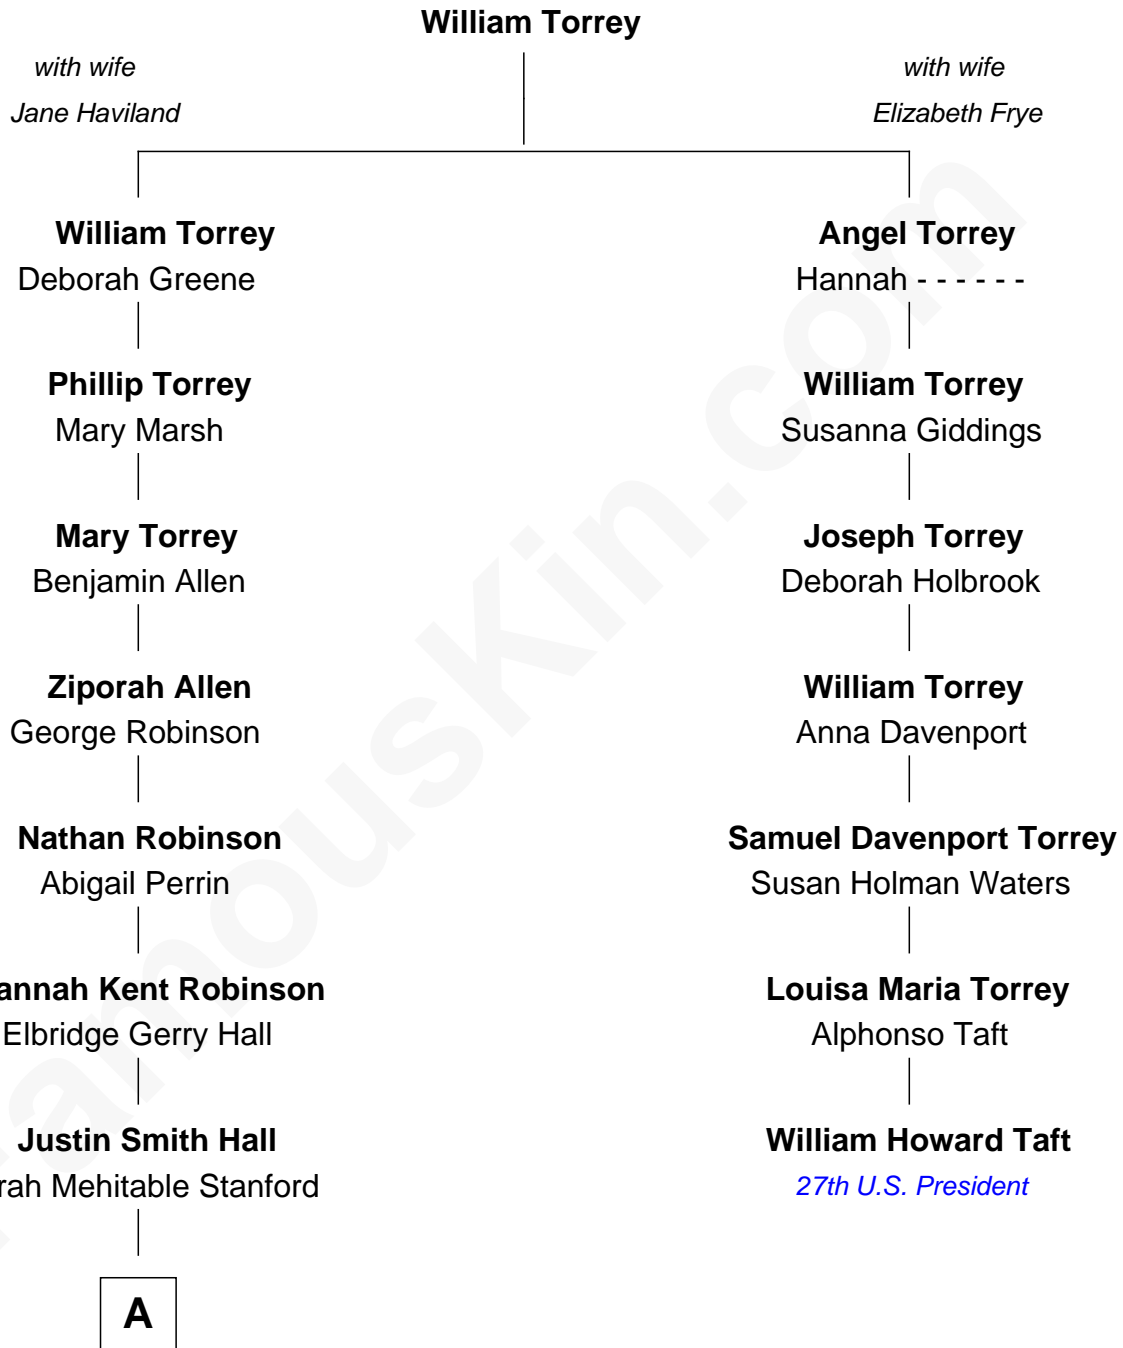 William Torrey
with wife
Jane Haviland
with wife
Elizabeth Frye
William Torrey
Deborah Greene
Angel Torrey
Hannah - - - - - -
Phillip Torrey
Mary Marsh
William Torrey
Susanna Giddings
Mary Torrey
Benjamin Allen
Joseph Torrey
Deborah Holbrook
Ziporah Allen
George Robinson
William Torrey
Anna Davenport
Nathan Robinson
Abigail Perrin
Samuel Davenport Torrey
Susan Holman Waters
annah Kent Robinson
Elbridge Gerry Hall
Louisa Maria Torrey
Alphonso Taft
Justin Smith Hall
rah Mehitable Stanford
William Howard Taft
27th U.S. President
A
FamousKin.com